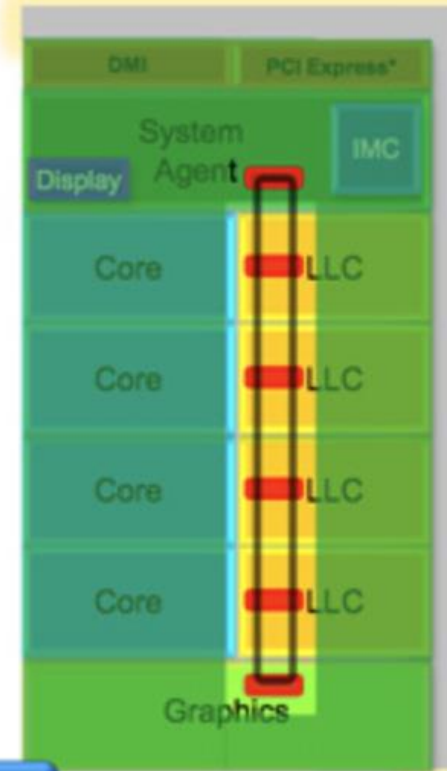 DMI
PCI Express*
System
Agent
IMC
Display
Core
LLC
Core
LLC
Core
LLC
Core
LLC
Graphics